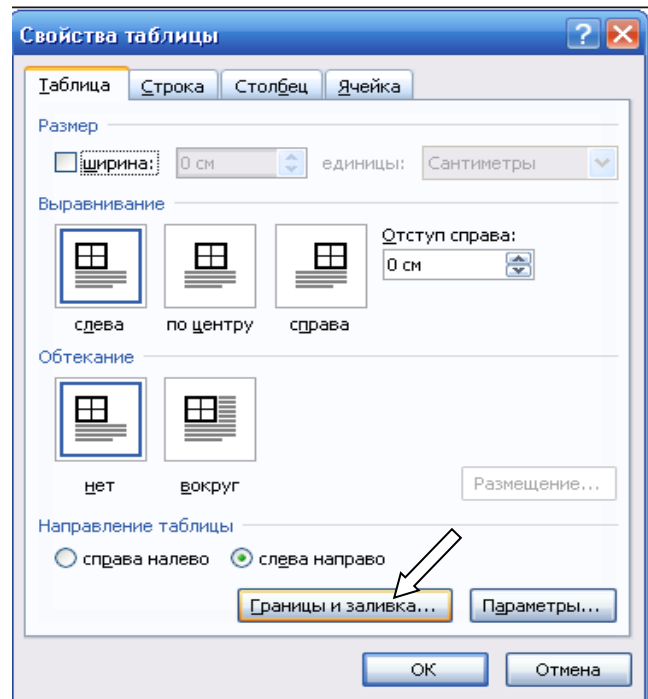 Свойства таблицы
Таблица Строка Столбец Ячейка
Размер
ширина: 0 см единицы: Сантиметры
Выравнивание
Отступ справа:
0 см
слева по центру справа
Обтекание
нет вокруг Размещение...
Направление таблицы
справа налево слева направо
Границы и заливка... Параметры...
ОК Отмена